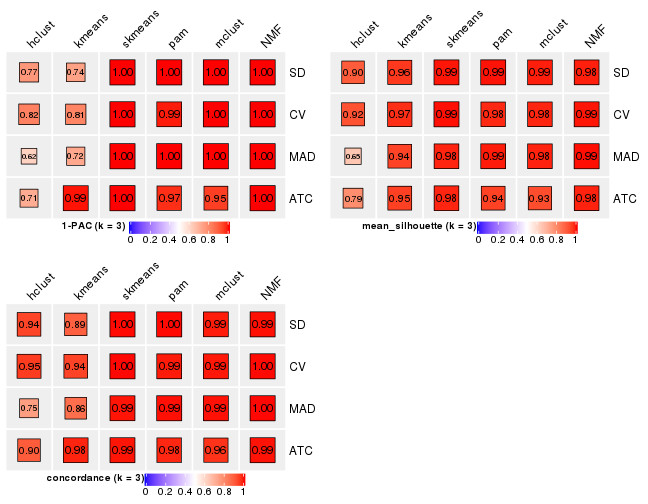 hclust kmeans skmeans pam mclust NMF
0.77 0.74 1.00 1.00 1.00 1.00 SD
0.82 0.81 1.00 0.99 1.00 1.00 CV
0.62 0.72 1.00 1.00 1.00 1.00 MAD
0.71 0.99 1.00 0.97 0.95 1.00 ATC
1-PAC (k = 3)
0 0.2 0.4 0.6 0.8 1
hclust kmeans skmeans pam mclust NMF
0.90 0.96 0.99 0.99 0.99 0.98 SD
0.92 0.97 0.99 0.98 0.98 0.99 CV
0.65 0.94 0.98 0.99 0.98 0.99 MAD
0.79 0.95 0.98 0.94 0.93 0.98 ATC
mean_silhouette (k = 3)
0 0.2 0.4 0.6 0.8 1
hclust kmeans skmeans pam mclust NMF
0.94 0.89 1.00 1.00 0.99 0.99 SD
0.95 0.94 1.00 0.99 0.99 1.00 CV
0.75 0.86 0.99 0.99 0.99 1.00 MAD
0.90 0.98 0.99 0.98 0.96 0.99 ATC
concordance (k = 3)
0 0.2 0.4 0.6 0.8 1